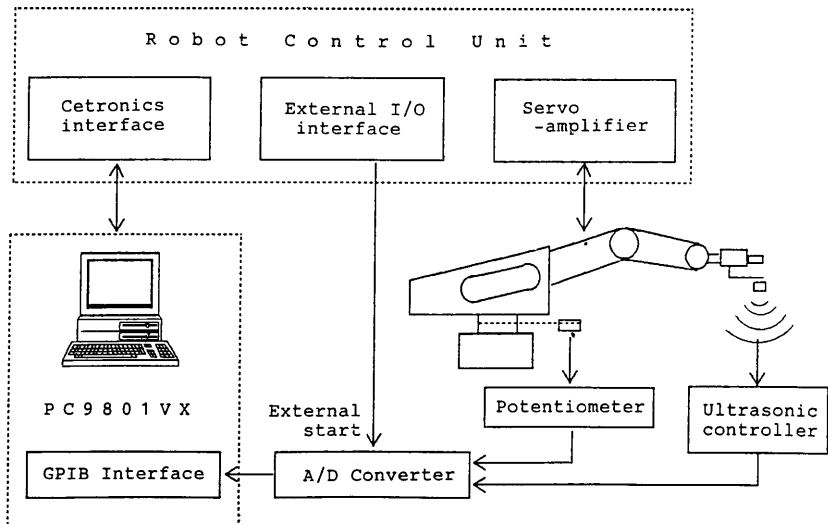 Robot Control Unit
Cetronics
interface
External I/O
interface
Servo
-amplifier
PC9801VX
External
start
Potentiometer
Ultrasonic
controller
GPIB Interface
A/D Converter